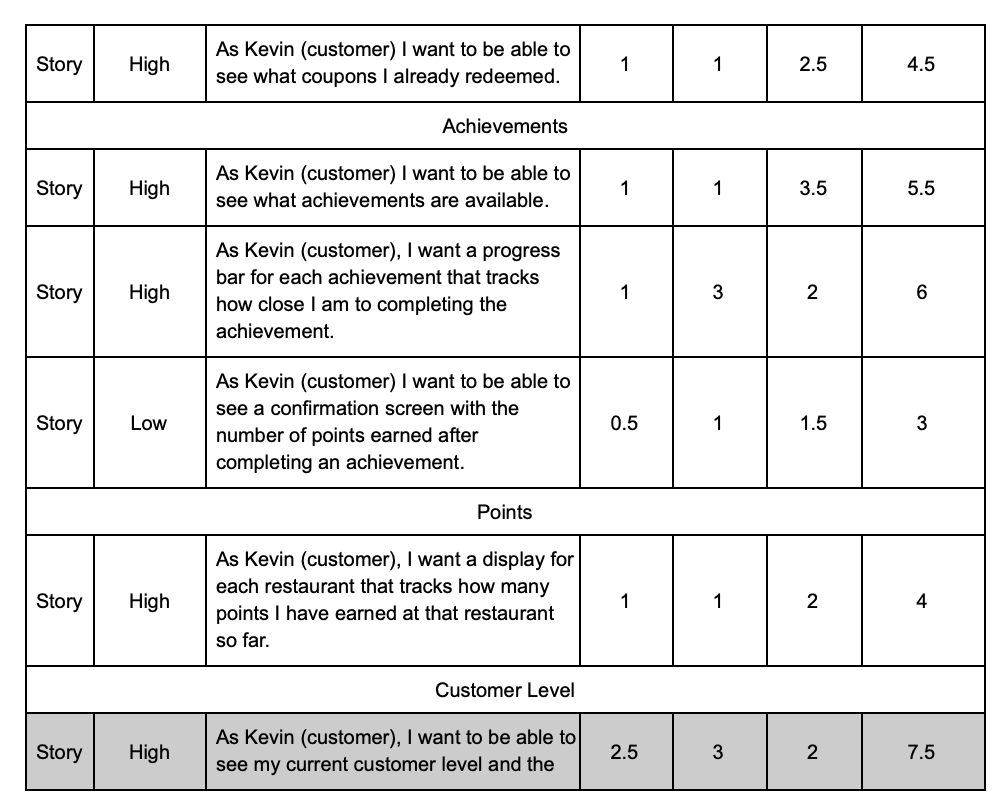 Story High As Kevin (customer) I want to be able to 1 1 2.5 4.5
see what coupons I already redeemed.
Achievements
Story High As Kevin (customer) I want to be able to 1 1 3.5 5.5
see what achievements are available.
As Kevin (customer), I want a progress
bar for each achievement that tracks
Story High how close I am to completing the 1 3 2 6
achievement.
As Kevin (customer) I want to be able to
see a confirmation screen with the
Story Low number of points earned after 0.5 1 1.5 3
completing an achievement.
Points
As Kevin (customer), I want a display for
each restaurant that tracks how many
Story High points I have earned at that restaurant 1 1 2 4
so far.
Customer Level
Story High As Kevin (customer), I want to be able to 2.5 3 2 7.5
see my current customer level and the